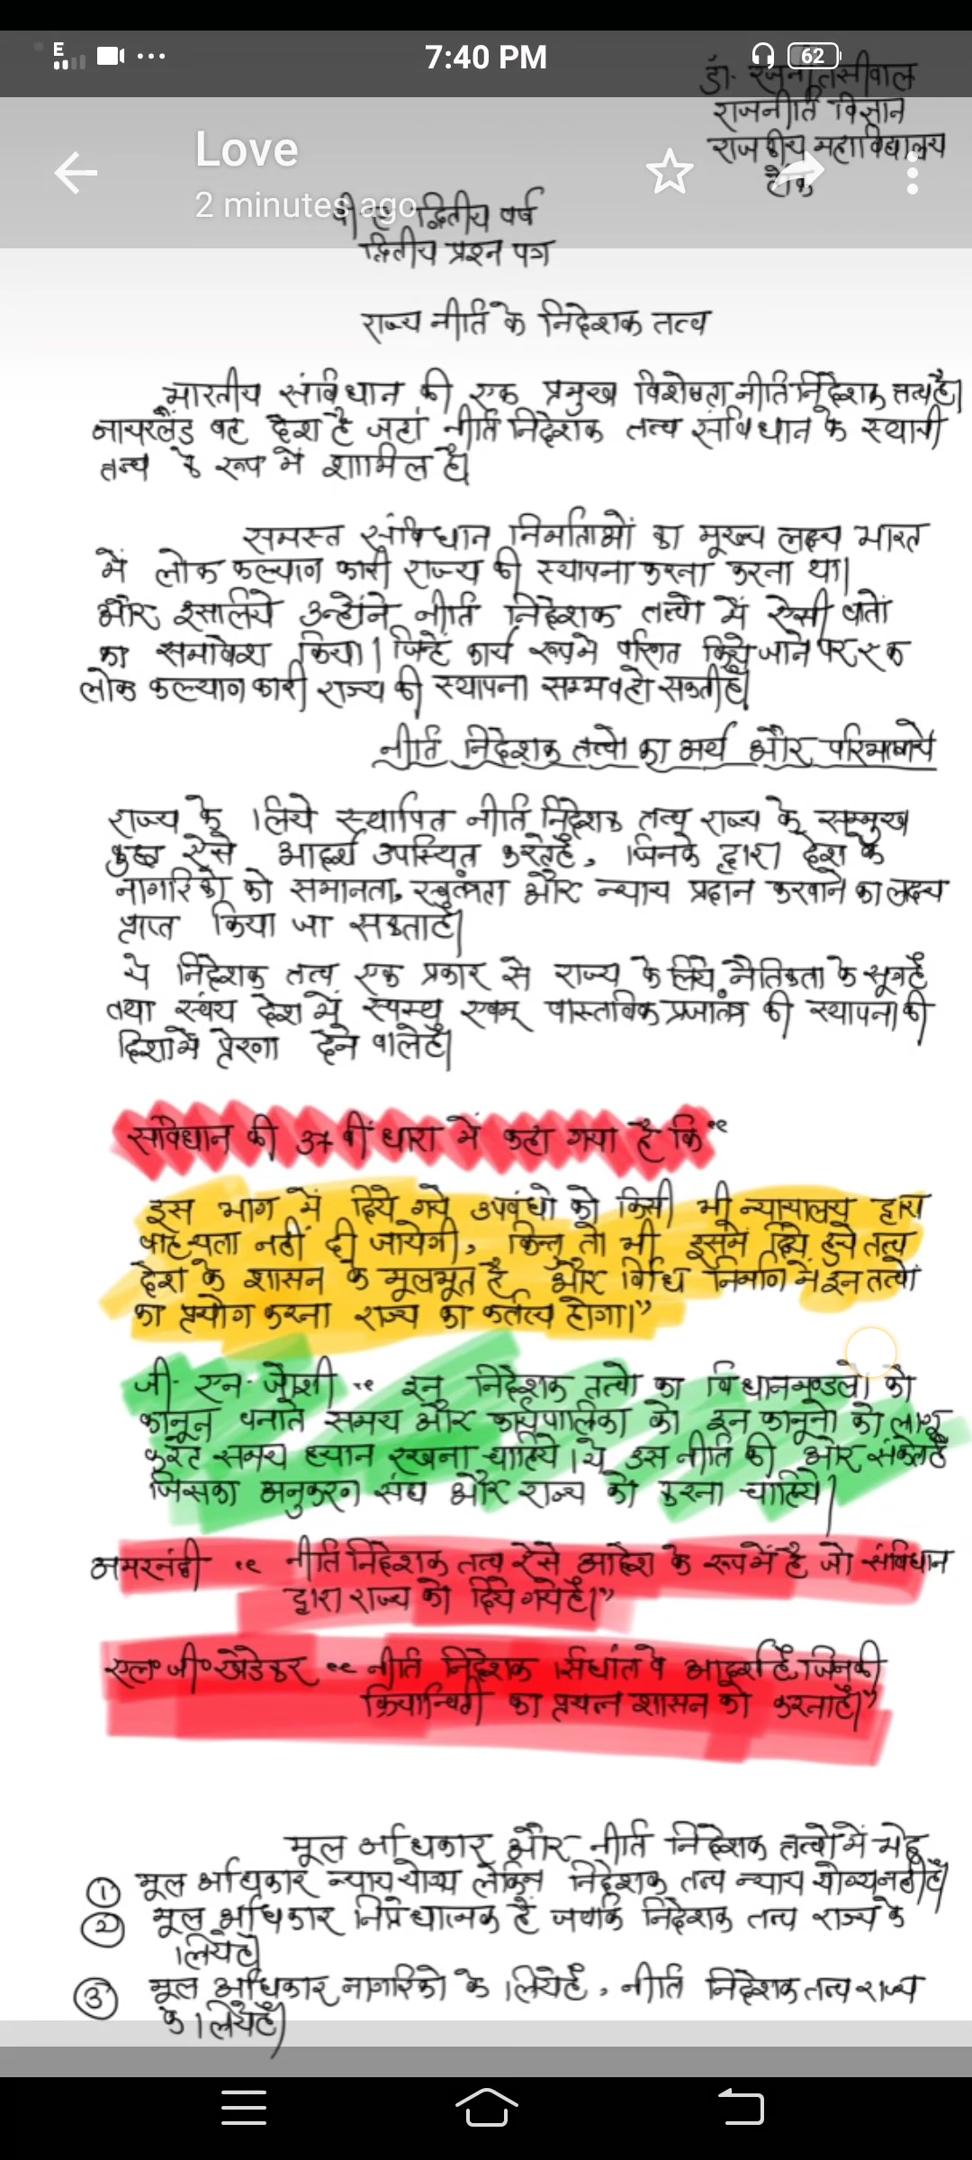 7:40 PM
62
डॉ. रजनी तसीवाल
राजनीति विज्ञान
राजकीय महाविद्यालय
टोंक
Love
2 minutes ago
बी ए द्वितीय वर्ष
द्वितीय प्रश्न पत्र
राज्य नीति के निदेशक तत्व
भारतीय संविधान की एक प्रमुख विशेषता नीति निर्देशक तत्व है।
आयरलैंड वह देश है जहां नीति निदेशक तत्व संविधान के स्थायी
तत्व के रूप में शामिल है।
समस्त संविधान निर्माताओं का मुख्य लक्ष्य भारत
में लोक कल्याण कारी राज्य की स्थापना करना करना था।
और इसलिये उन्होंने नीति निदेशक तत्वो में ऐसी बातों
का समावेश किया। जिन्हें कार्य रूप मे परिणत किये जाने पर एक
लोक कल्याण कारी राज्य की स्थापना सम्भव हो सकती है।
नीति निदेशक तत्वो का अर्थ और परिभाषाये
राज्य के लिये स्थापित नीति निदेशक तत्व राज्य के सम्मुख
कुछ ऐसे आदर्श उपस्थित करते है, जिनके द्वारा देश के
नागरिको को समानता, स्वतंत्रता और न्याय प्रदान करवाने का लक्ष्य
प्राप्त किया जा सकता है।
ये निदेशक तत्व एक प्रकार से राज्य के लिये नैतिकता के सूत्र है
तथा स्वंय देश में स्वस्थ एवम् वास्तविक प्रजातंत्र की स्थापना की
दिशा में प्रेरणा देने वाले है।
संविधान की 37 वीं धारा में कहा गया है कि "
इस भाग में दिये गये उपबंधो को किसी भी न्यायालय द्वारा
बाध्यता नहीं दी जायेगी, किन्तु तो भी इसमें दिये हुये तत्व
देश के शासन के मूलभूत है और विधि निर्माण में इन तत्वों
का प्रयोग करना राज्य का कर्तव्य होगा।"
जी. एन. जोशी " इन निदेशक तत्वो का विधानमण्डलो को
कानून बनाते समय और कार्यपालिका को इन कानूनो को लागू
करते समय ध्यान रखना चाहिये। ये उस नीति की और संकेत है
जिसका अनुकरण संघ और राज्य को करना चाहिये।
अमरनंदी " नीति निदेशक तत्व ऐसे आदेश के रूप में है जो संविधान
द्वारा राज्य को दिये गये है।"
एल॰ जी॰ खेडेकर " नीति निदेशक सिधांत वे आदर्श है जिनकी
क्रियान्विती का प्रयत्न शासन को करना है।"
मूल अधिकार और नीति निदेशक तत्वो में भेद
① मूल अधिकार न्याय योग्य लेकिन निदेशक तत्व न्याय योग्य नही है।
② मूल अधिकार निषेधात्मक है जबकि निदेशक तत्व राज्य के
लिये है।
③ मूल अधिकार नागरिको के लिये है, नीति निदेशक तत्व राज्य
के लिये है।